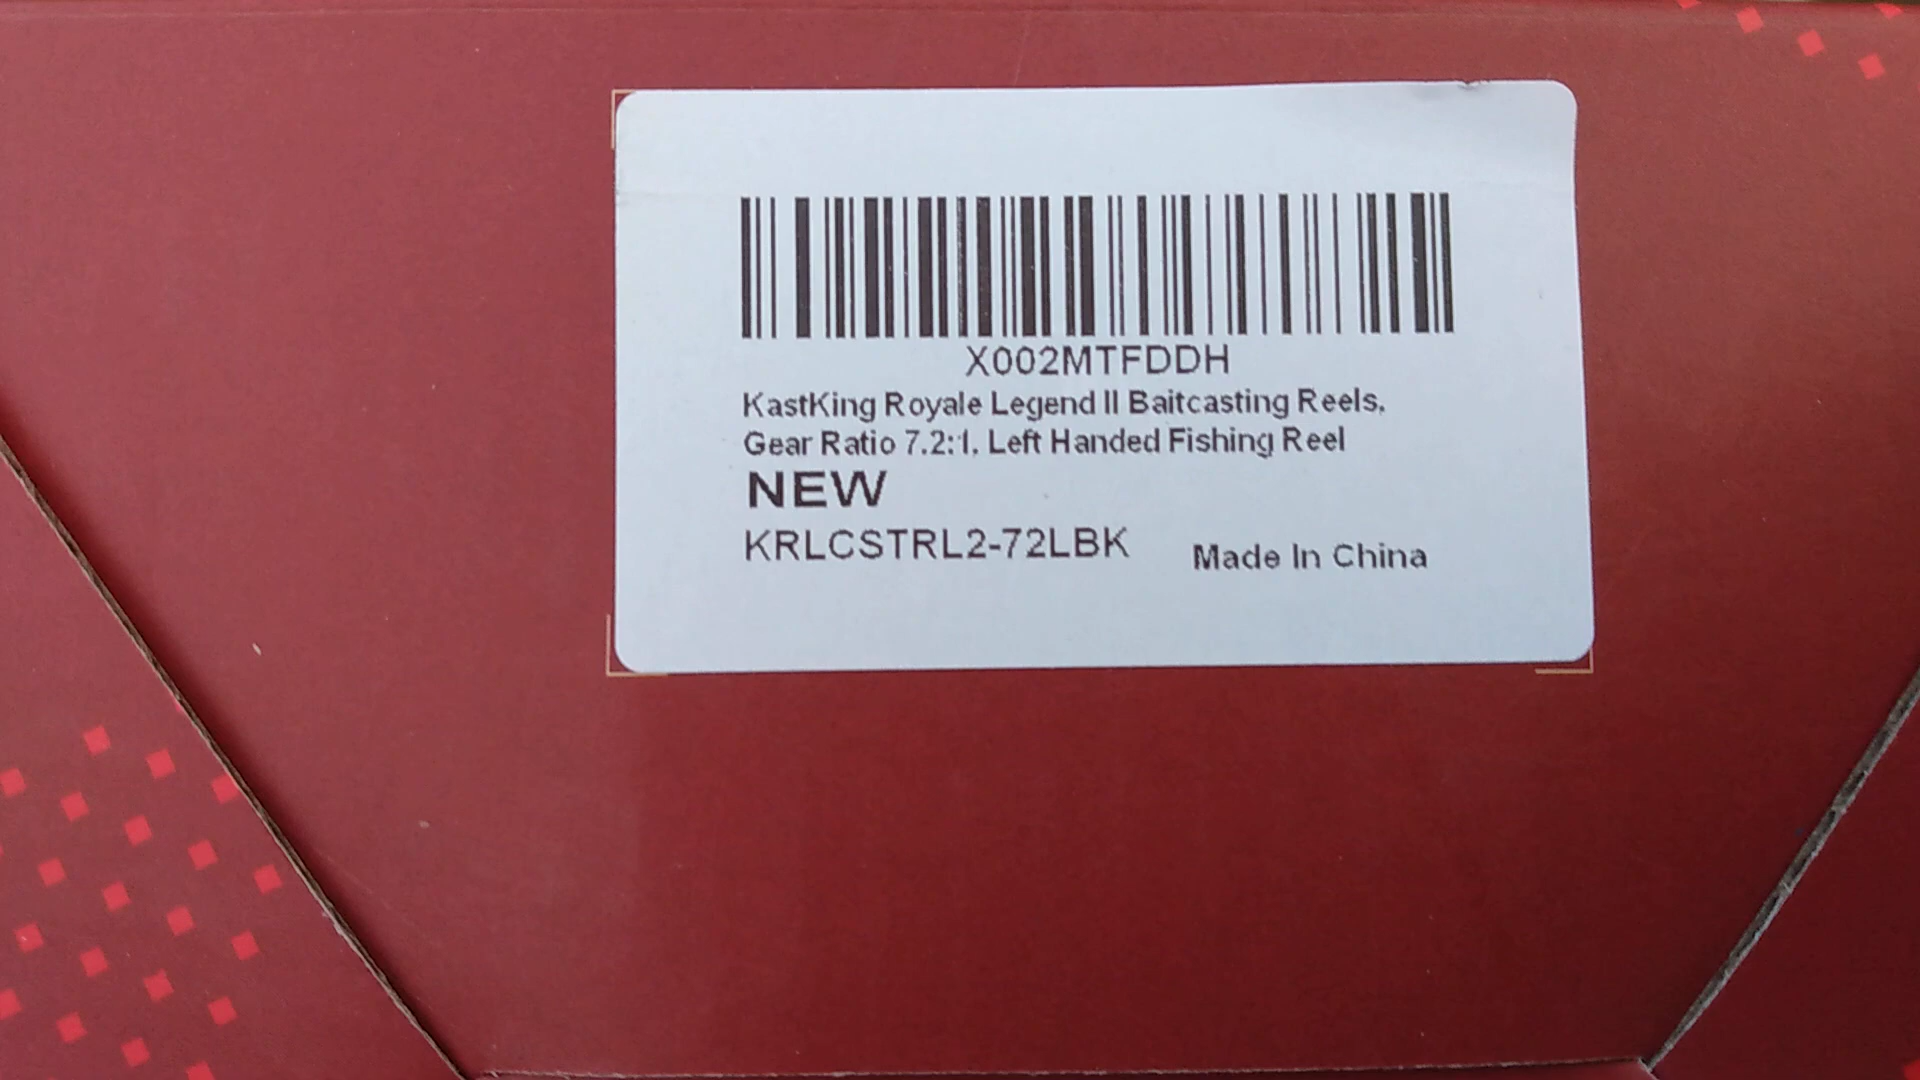 X002MTFDDH
KastKing Royale Legend II Baitcasting Reels,
Gear Ratio 7.2:1, Left Handed Fishing Reel
NEW
KRLCSTRL2-72LBK Made In China